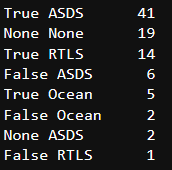 True ASDS 41
None None 19
True RTLS 14
False ASDS 6
True Ocean 5
False Ocean 2
None ASDS 2
False RTLS 1